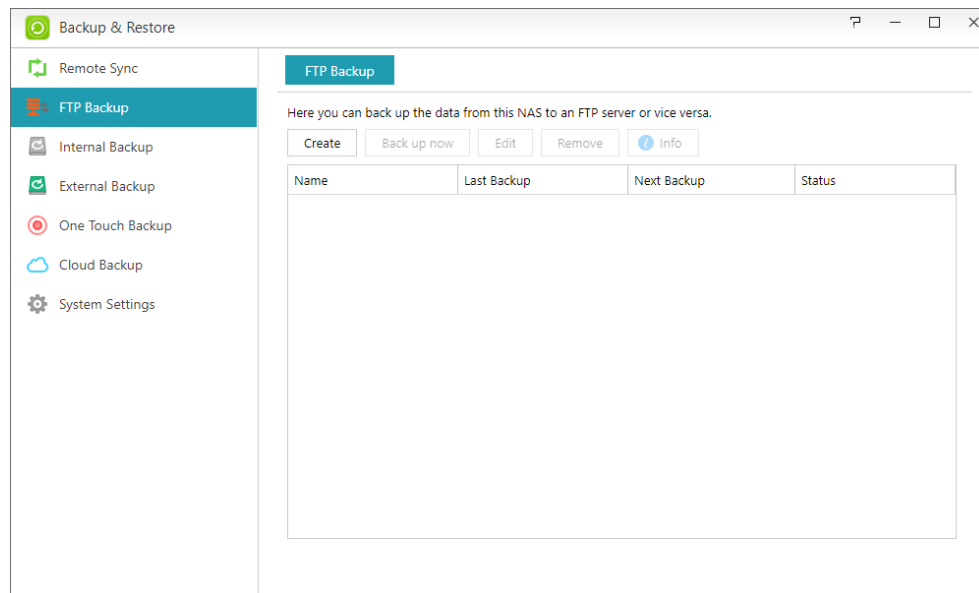 Backup & Restore
Remote Sync
FTP Backup
Internal Backup
External Backup
One Touch Backup
Cloud Backup
System Settings
FTP Backup
Here you can back up the data from this NAS to an FTP server or vice versa.
Create Back up now Edit Remove Info
Name Last Backup Next Backup Status